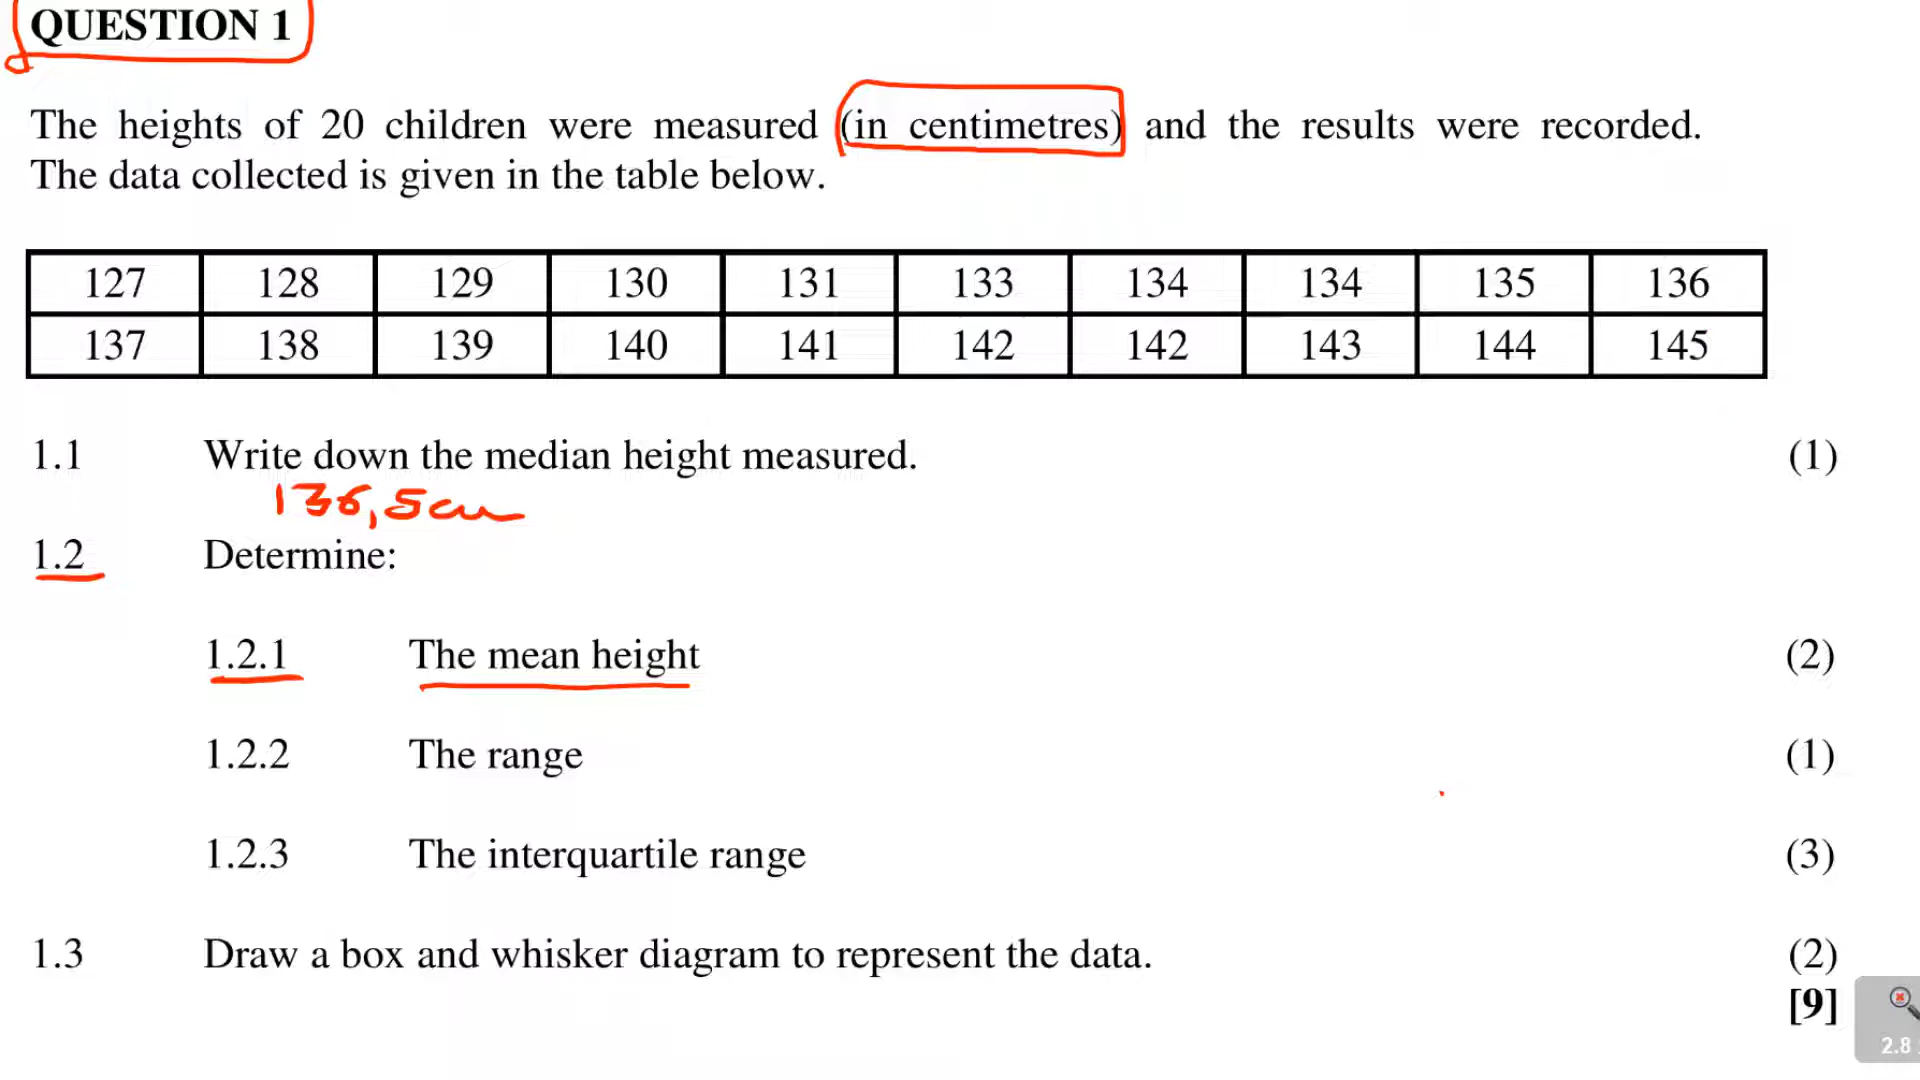 QUESTION 1
The heights of 20 children were measured (in centimetres) and the results were recorded.
The data collected is given in the table below.
127 128 129 130 131 133 134 134 135 136
137 138 139 140 141 142 142 143 144 145
1.1 Write down the median height measured. (1)
136,5cm
1.2 Determine:
1.2.1 The mean height (2)
1.2.2 The range (1)
1.2.3 The interquartile range (3)
1.3 Draw a box and whisker diagram to represent the data. (2)
[9]
2.8